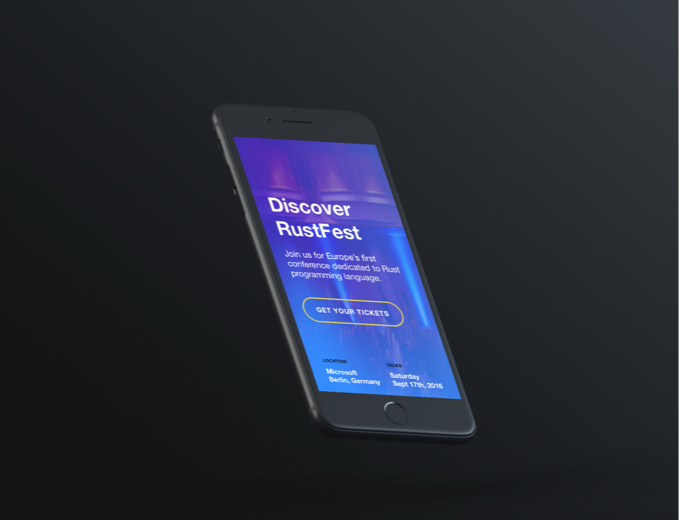 Discover
RustFest
Join us for Europe's first
conference dedicated to Rust
programming language.
GET YOUR TICKETS
LOCATION
TALKS
Microsoft
Berlin, Germany
Saturday
Sept 17th, 2016